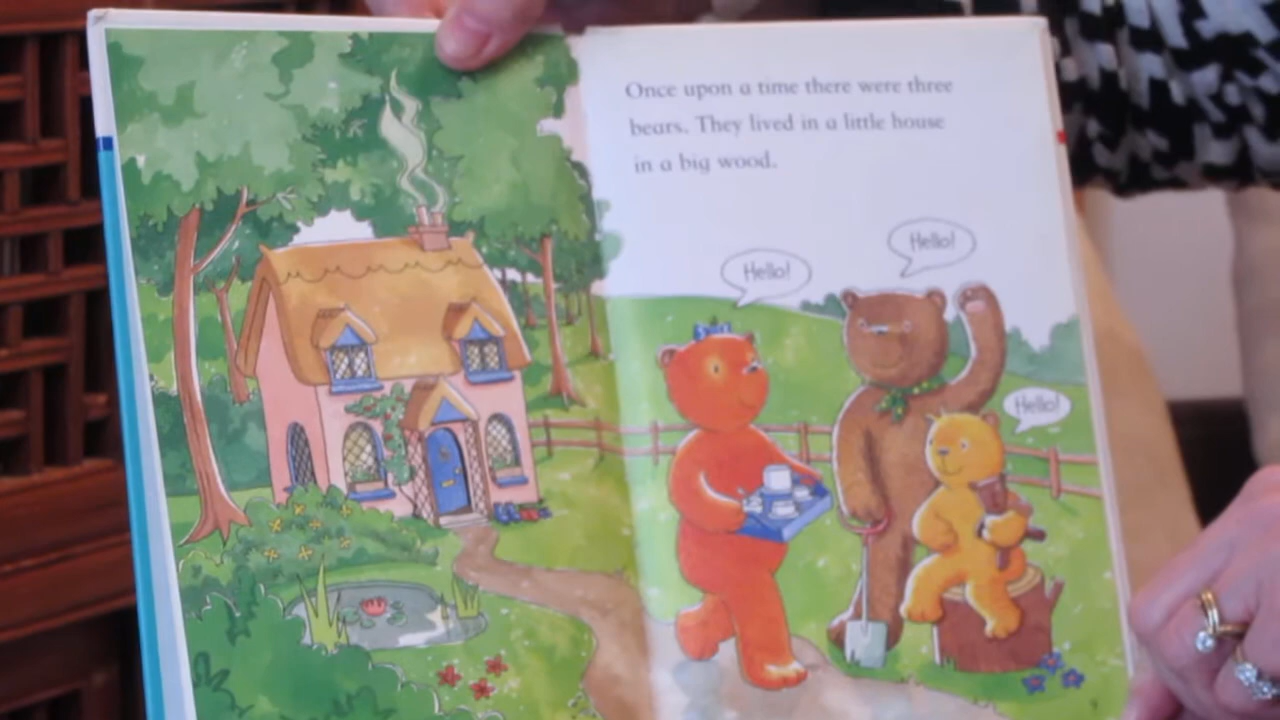 Once upon a time there were three
bears. They lived in a little house
in a big wood.
Hello!
Hello!
Hello!